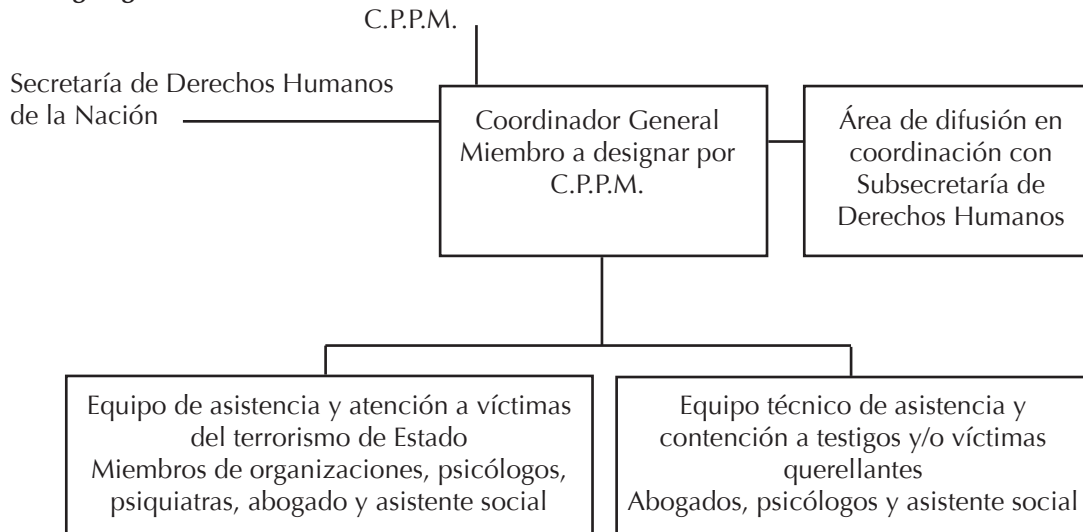 C.P.P.M.
Secretaría de Derechos Humanos
de la Nación
Coordinador General
Miembro a designar por
C.P.P.M.
Área de difusión en
coordinación con
Subsecretaría de
Derechos Humanos
Equipo de asistencia y atención a víctimas
del terrorismo de Estado
Miembros de organizaciones, psicólogos,
psiquiatras, abogado y asistente social
Equipo técnico de asistencia y
contención a testigos y/o víctimas
querellantes
Abogados, psicólogos y asistente social